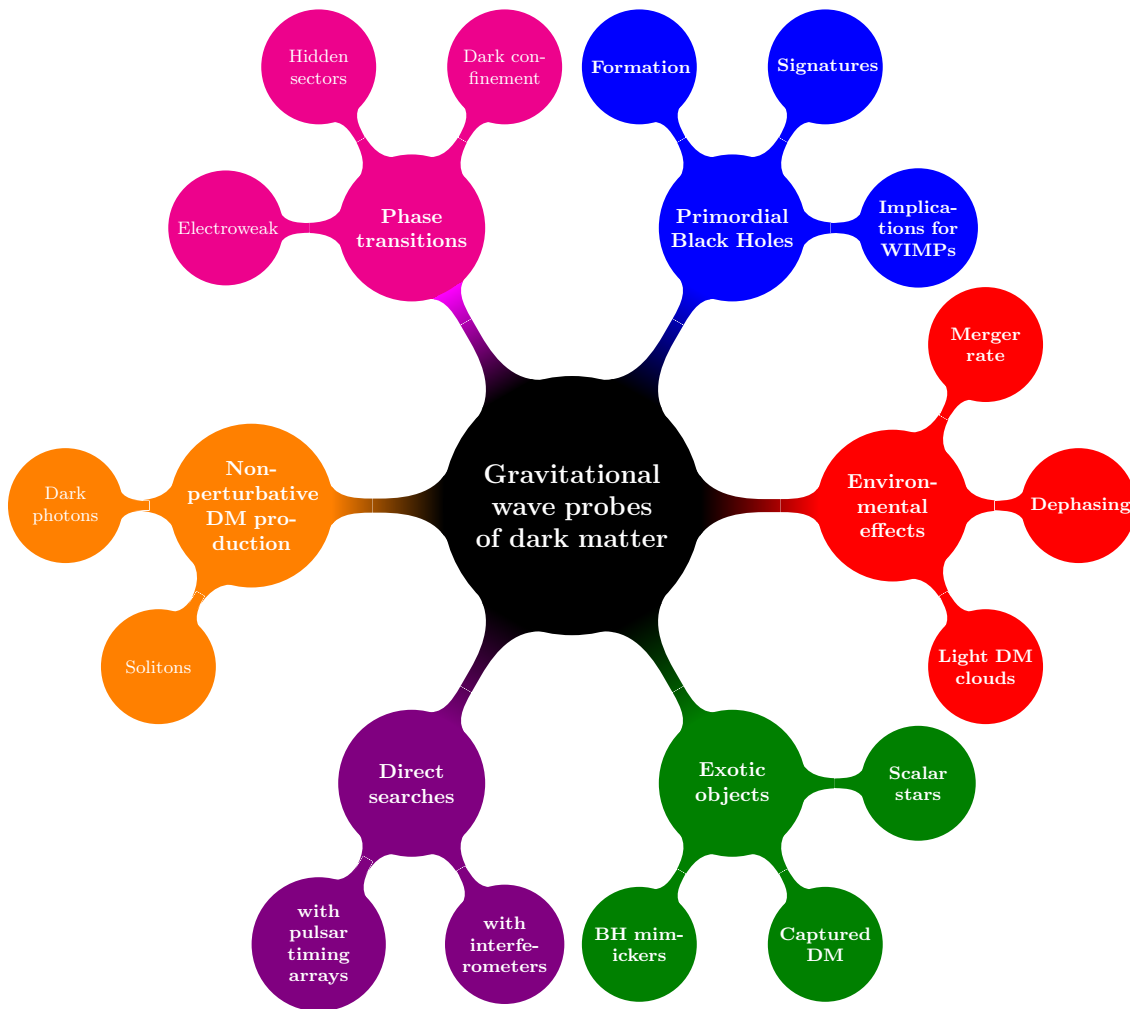 Hidden
sectors
Dark con-
finement
Formation
Signatures
Electroweak
Phase
transitions
Primordial
Black Holes
Implica-
tions for
WIMPs
Merger
rate
Dark
photons
Non-
perturbative
DM pro-
duction
Gravitational
wave probes
of dark matter
Environ-
mental
effects
Dephasing
Solitons
Light DM
clouds
Direct
searches
Exotic
objects
Scalar
stars
with
pulsar
timing
arrays
with
interfe-
rometers
BH mim-
ickers
Captured
DM